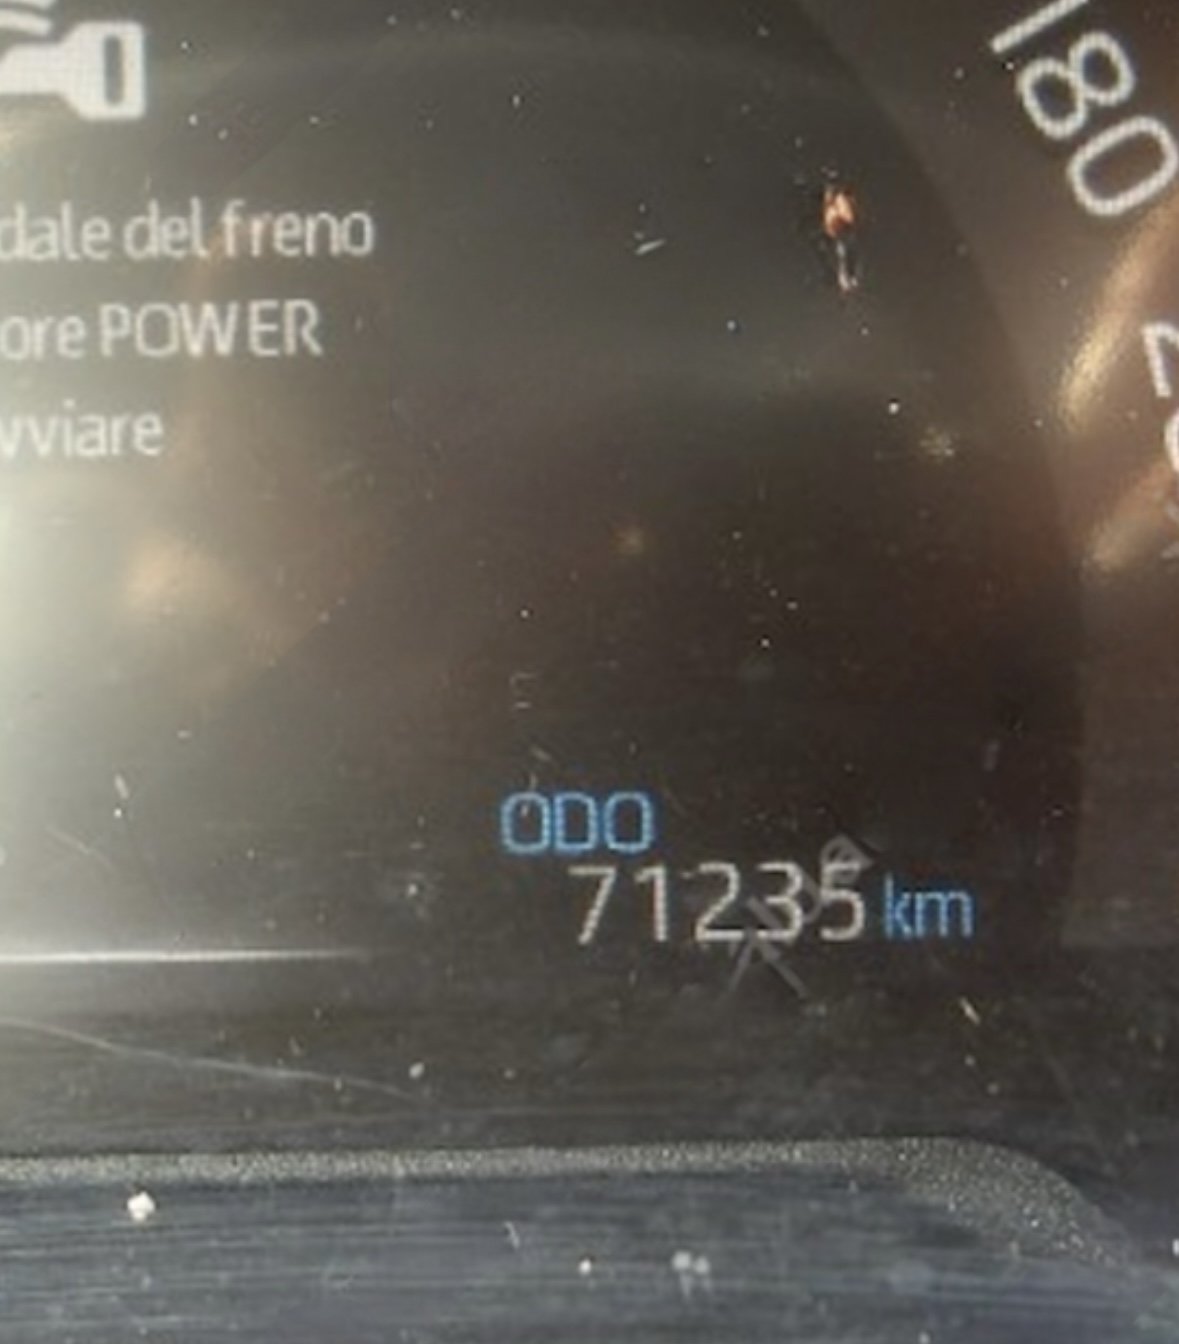 180
dale del freno
ore POWER
vviare
ODO
71235 km